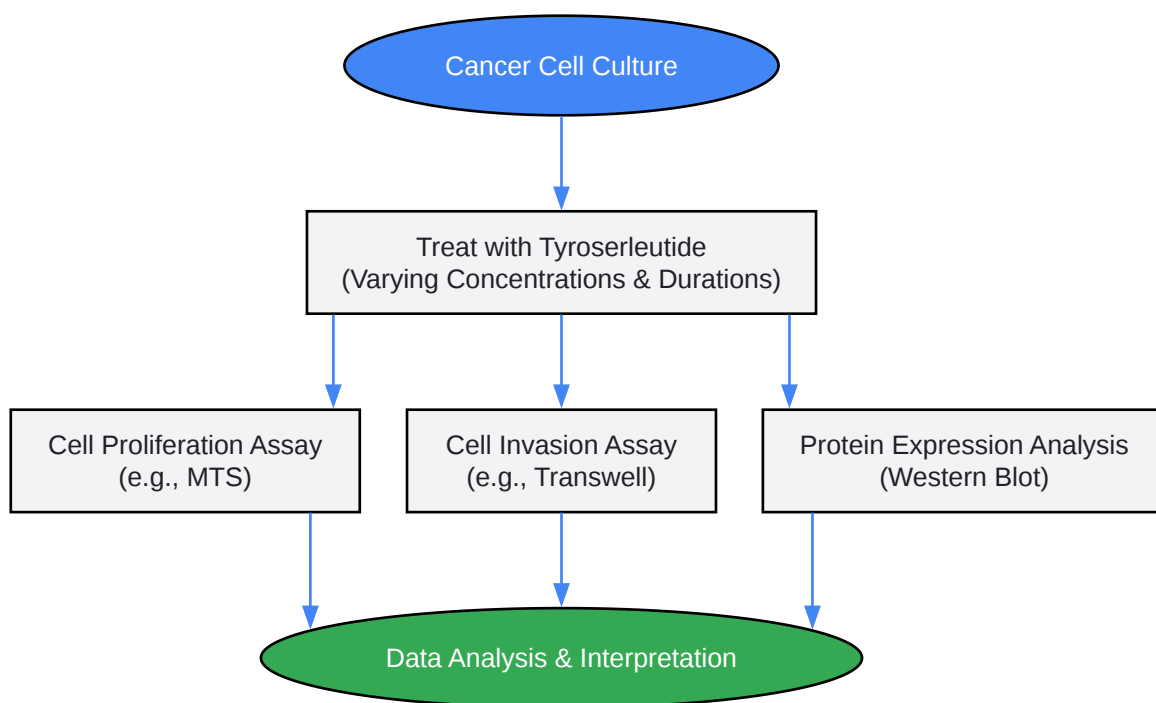 Cancer Cell Culture
Treat with Tyroserleutide
(Varying Concentrations & Durations)
Cell Proliferation Assay
(e.g., MTS)
Cell Invasion Assay
(e.g., Transwell)
Protein Expression Analysis
(Western Blot)
Data Analysis & Interpretation